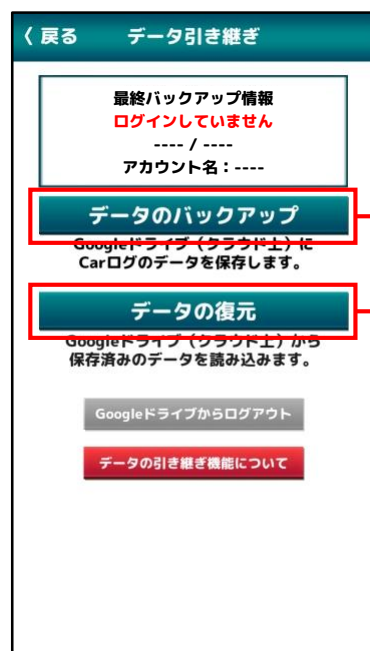 〈 戻る データ引き継ぎ
最終バックアップ情報
ログインしていません
---- / ----
アカウント名：----
データのバックアップ
Googleドライブ（クラウド上）に
Carログのデータを保存します。
データの復元
Googleドライブ（クラウド上）から
保存済みのデータを読み込みます。
Googleドライブからログアウト
データの引き継ぎ機能について